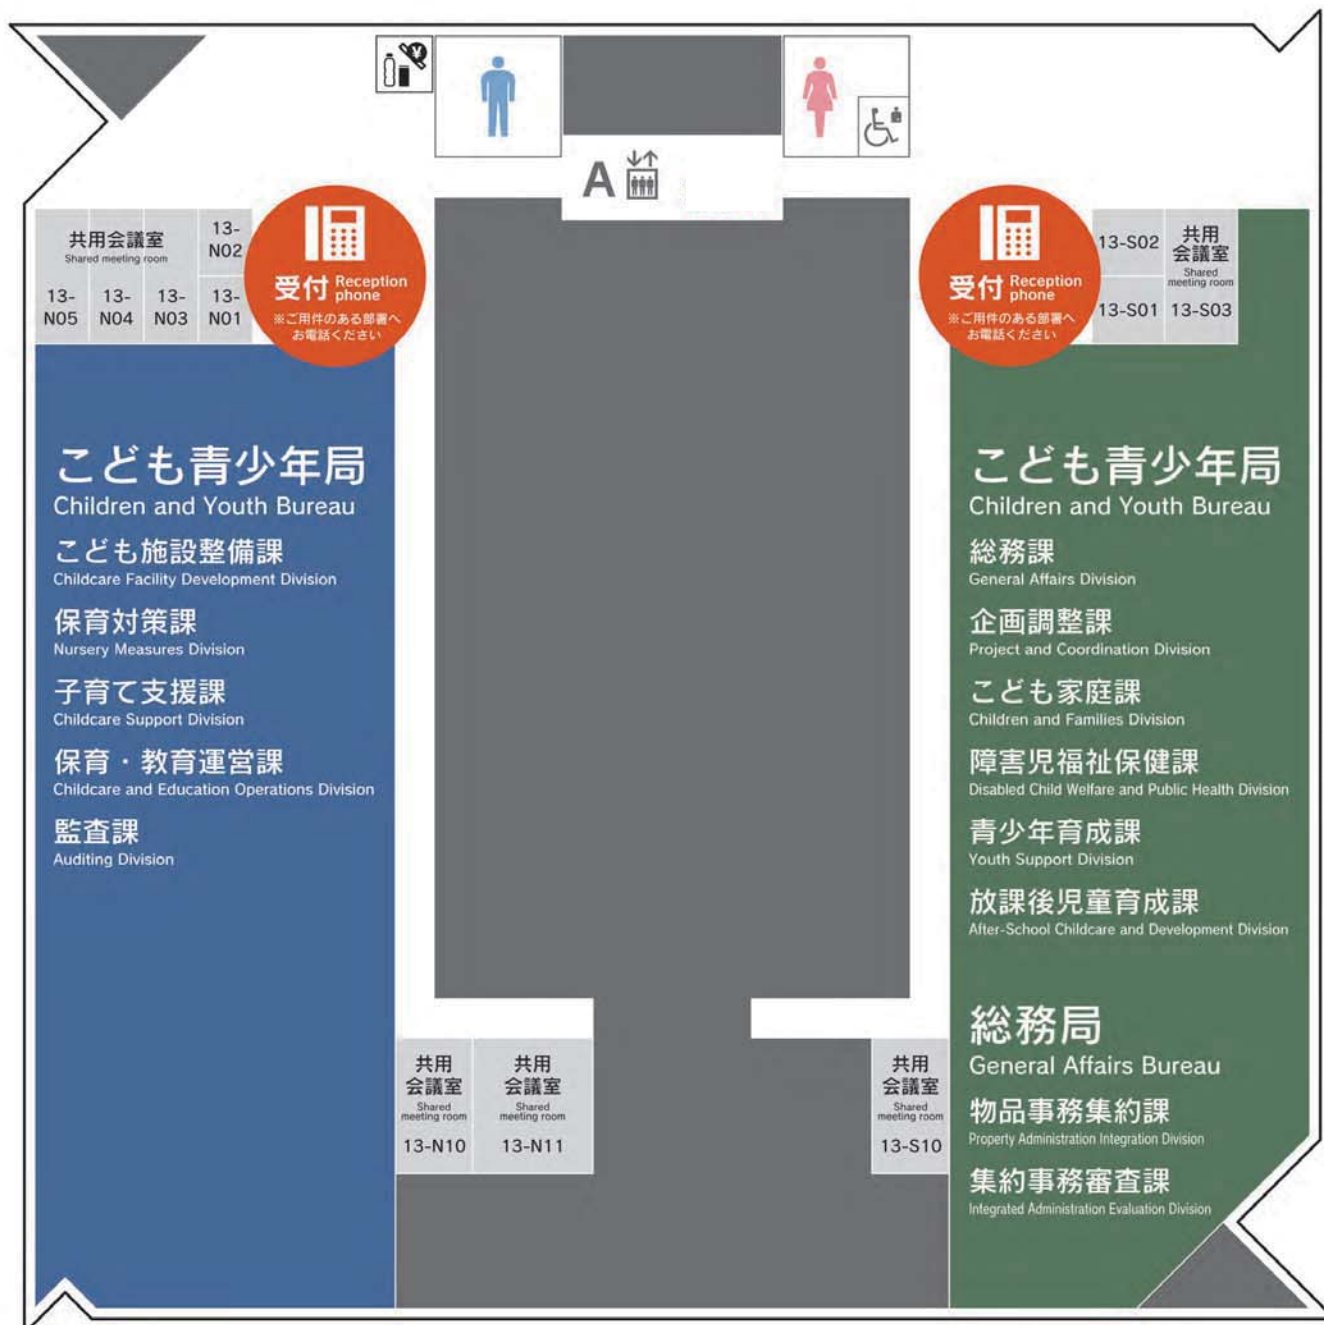 A
共用会議室
Shared meeting room
13-
N02
13-
N05
13-
N04
13-
N03
13-
N01
受付 Reception
phone
※ご用件のある部署へ
お電話ください
受付 Reception
phone
※ご用件のある部署へ
お電話ください
13-S02
共用
会議室
Shared
meeting room
13-S01
13-S03
こども青少年局
Children and Youth Bureau
こども施設整備課
Childcare Facility Development Division
保育対策課
Nursery Measures Division
子育て支援課
Childcare Support Division
保育・教育運営課
Childcare and Education Operations Division
監査課
Auditing Division
こども青少年局
Children and Youth Bureau
総務課
General Affairs Division
企画調整課
Project and Coordination Division
こども家庭課
Children and Families Division
障害児福祉保健課
Disabled Child Welfare and Public Health Division
青少年育成課
Youth Support Division
放課後児童育成課
After-School Childcare and Development Division
総務局
General Affairs Bureau
物品事務集約課
Property Administration Integration Division
集約事務審査課
Integrated Administration Evaluation Division
共用
会議室
Shared
meeting room
13-N10
共用
会議室
Shared
meeting room
13-N11
共用
会議室
Shared
meeting room
13-S10